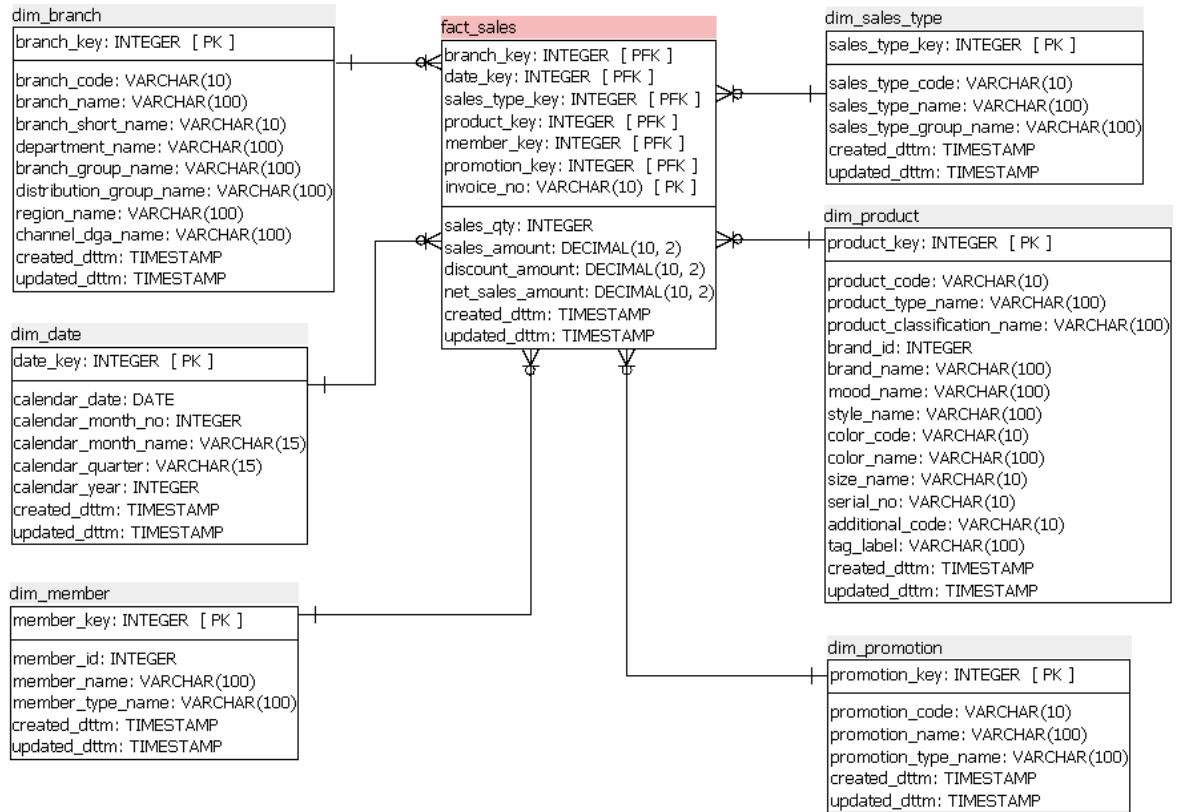 dim_branch
branch_key: INTEGER [ PK ]
branch_code: VARCHAR(10)
branch_name: VARCHAR(100)
branch_short_name: VARCHAR(10)
department_name: VARCHAR(100)
branch_group_name: VARCHAR(100)
distribution_group_name: VARCHAR(100)
region_name: VARCHAR(100)
channel_dga_name: VARCHAR(100)
created_dttm: TIMESTAMP
updated_dttm: TIMESTAMP
dim_date
date_key: INTEGER [ PK ]
calendar_date: DATE
calendar_month_no: INTEGER
calendar_month_name: VARCHAR(15)
calendar_quarter: VARCHAR(15)
calendar_year: INTEGER
created_dttm: TIMESTAMP
updated_dttm: TIMESTAMP
dim_member
member_key: INTEGER [ PK ]
member_id: INTEGER
member_name: VARCHAR(100)
member_type_name: VARCHAR(100)
created_dttm: TIMESTAMP
updated_dttm: TIMESTAMP
fact_sales
branch_key: INTEGER [ PFK ]
date_key: INTEGER [ PFK ]
sales_type_key: INTEGER [ PFK ]
product_key: INTEGER [ PFK ]
member_key: INTEGER [ PFK ]
promotion_key: INTEGER [ PFK ]
invoice_no: VARCHAR(10) [ PK ]
sales_qty: INTEGER
sales_amount: DECIMAL(10, 2)
discount_amount: DECIMAL(10, 2)
net_sales_amount: DECIMAL(10, 2)
created_dttm: TIMESTAMP
updated_dttm: TIMESTAMP
dim_sales_type
sales_type_key: INTEGER [ PK ]
sales_type_code: VARCHAR(10)
sales_type_name: VARCHAR(100)
sales_type_group_name: VARCHAR(100)
created_dttm: TIMESTAMP
updated_dttm: TIMESTAMP
dim_product
product_key: INTEGER [ PK ]
product_code: VARCHAR(10)
product_type_name: VARCHAR(100)
product_classification_name: VARCHAR(100)
brand_id: INTEGER
brand_name: VARCHAR(100)
mood_name: VARCHAR(100)
style_name: VARCHAR(100)
color_code: VARCHAR(10)
color_name: VARCHAR(100)
size_name: VARCHAR(10)
serial_no: VARCHAR(10)
additional_code: VARCHAR(10)
tag_label: VARCHAR(100)
created_dttm: TIMESTAMP
updated_dttm: TIMESTAMP
dim_promotion
promotion_key: INTEGER [ PK ]
promotion_code: VARCHAR(10)
promotion_name: VARCHAR(100)
promotion_type_name: VARCHAR(100)
created_dttm: TIMESTAMP
updated_dttm: TIMESTAMP